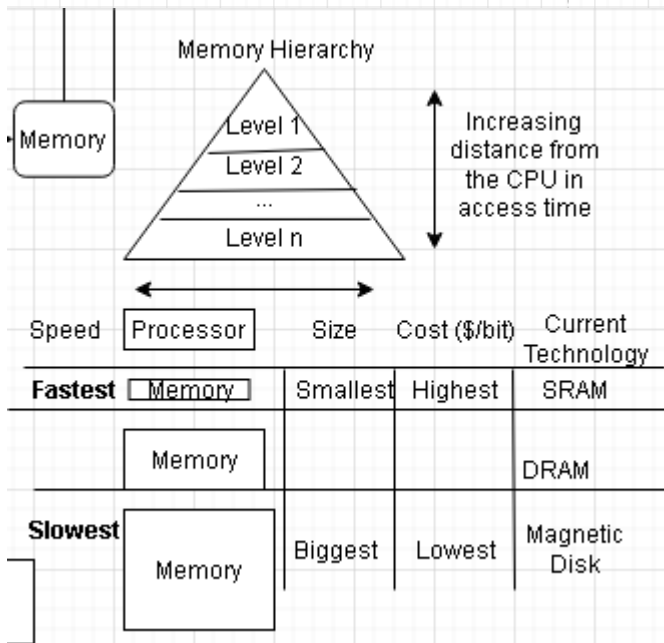 Memory Hierarchy
Memory
Level 1
Level 2
...
Level n
Increasing
distance from
the CPU in
access time
Speed Processor Size Cost ($/bit) Current
Technology
Fastest Memory Smallest Highest SRAM
Memory DRAM
Slowest Memory Biggest Lowest Magnetic
Disk